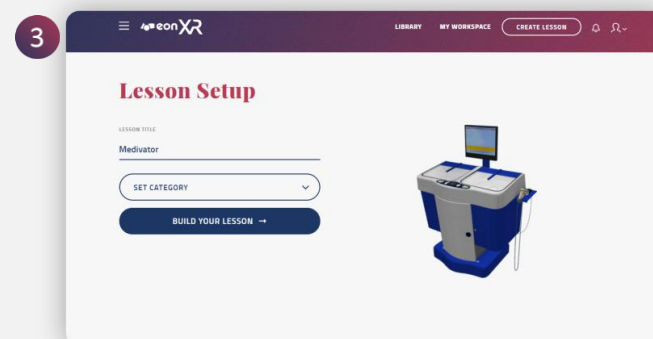 3
eonXR
LIBRARY MY WORKSPACE CREATE LESSON
Lesson Setup
LESSON TITLE
Medivator
SET CATEGORY
BUILD YOUR LESSON →